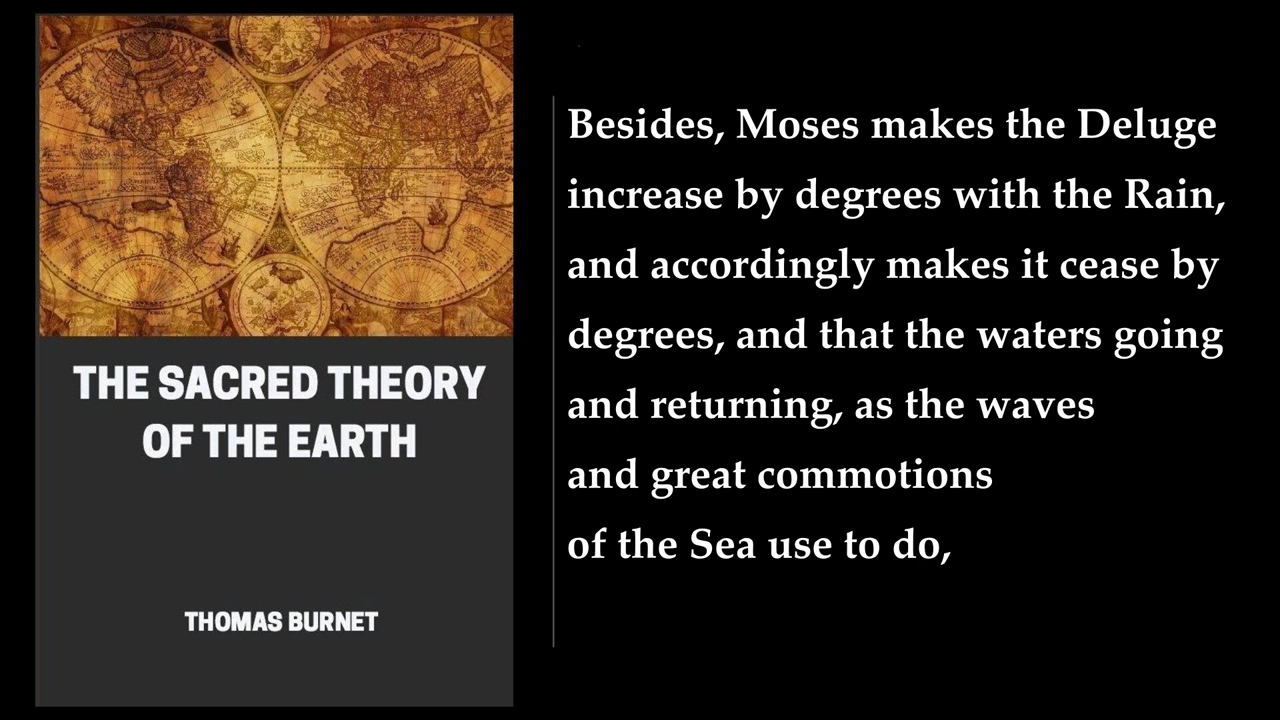 THE SACRED THEORY
OF THE EARTH
THOMAS BURNET
Besides, Moses makes the Deluge
increase by degrees with the Rain,
and accordingly makes it cease by
degrees, and that the waters going
and returning, as the waves
and great commotions
of the Sea use to do,